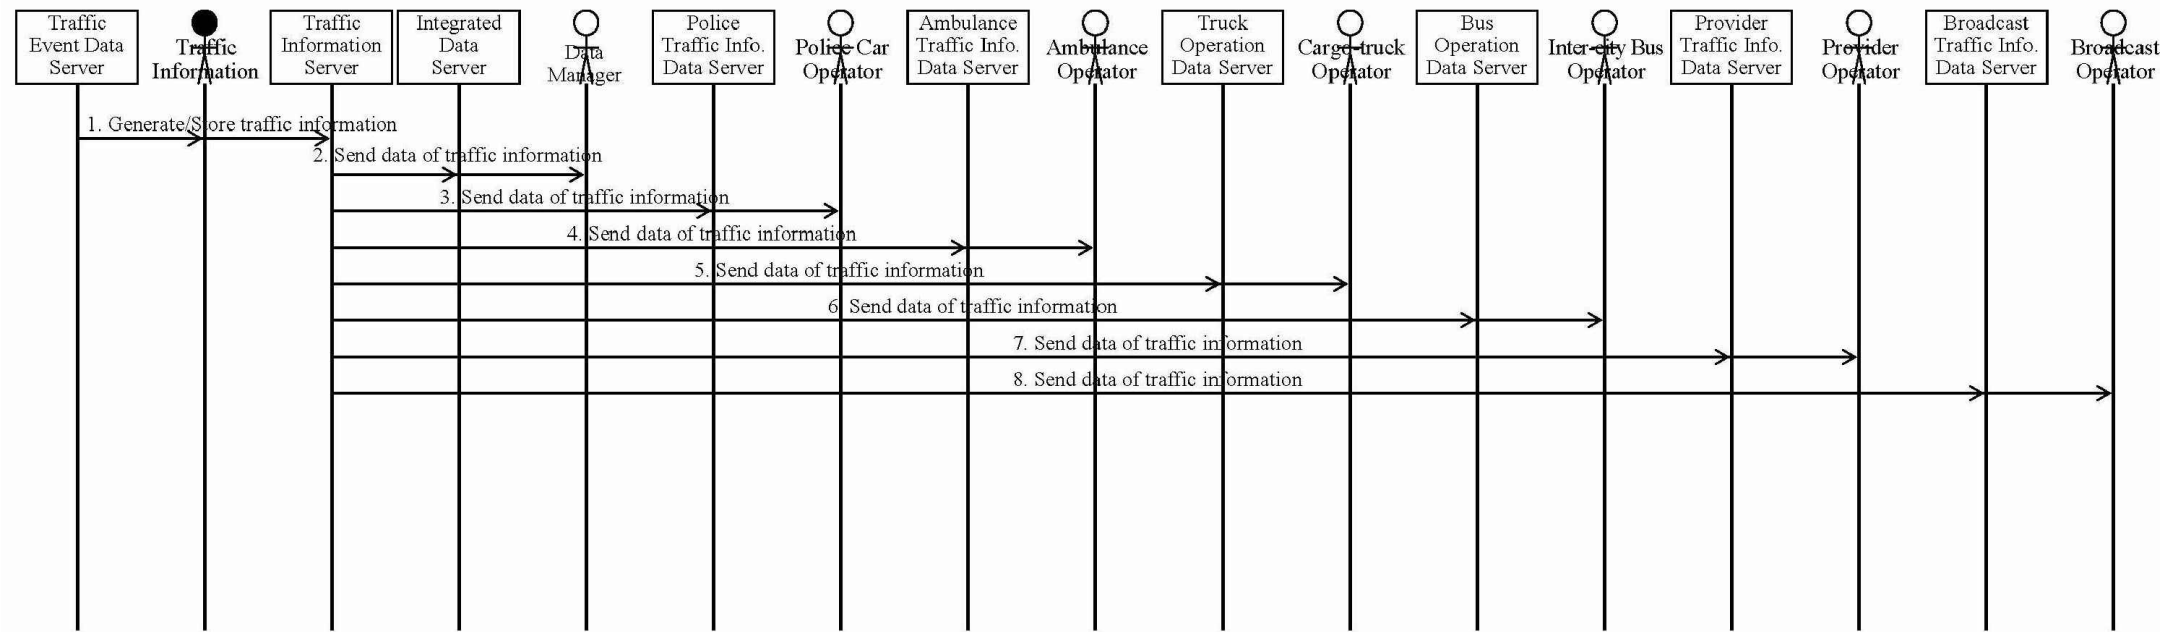 Traffic
Event Data
Server
Traffic
Information
Traffic
Information
Server
Integrated
Data
Server
Data
Manager
Police
Traffic Info.
Data Server
Police Car
Operator
Ambulance
Traffic Info.
Data Server
Ambulance
Operator
Truck
Operation
Data Server
Cargo-truck
Operator
Bus
Operation
Data Server
Inter-city Bus
Operator
Provider
Traffic Info.
Data Server
Provider
Operator
Broadcast
Traffic Info.
Data Server
Broadcast
Operator
1. Generate/Store traffic information
2. Send data of traffic information
3. Send data of traffic information
4. Send data of traffic information
5. Send data of traffic information
6. Send data of traffic information
7. Send data of traffic information
8. Send data of traffic information